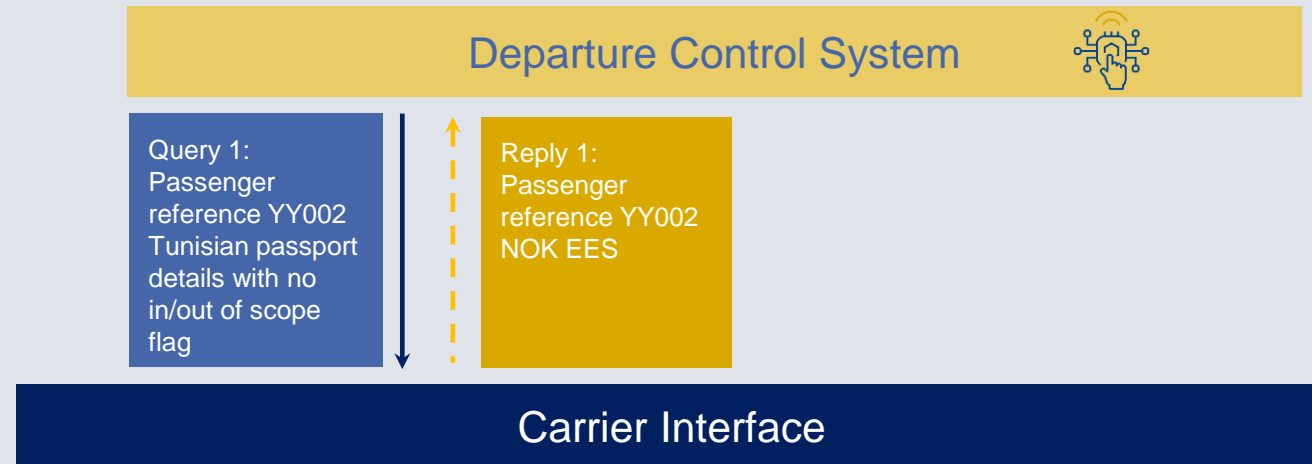 Departure Control System
Query 1:
Passenger
reference YY002
Tunisian passport
details with no
in/out of scope
flag
Reply 1:
Passenger
reference YY002
NOK EES
Carrier Interface